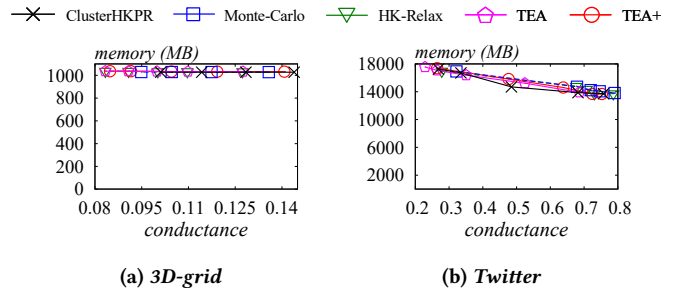 ClusterHKPR Monte-Carlo HK-Relax TEA TEA+
memory (MB) memory (MB)
1000
800
600
400
200
0
0.08 0.095 0.11 0.125 0.14
conductance
18000
14000
10000
6000
2000
0.2 0.3 0.4 0.5 0.6 0.7 0.8
conductance
(a) 3D-grid (b) Twitter